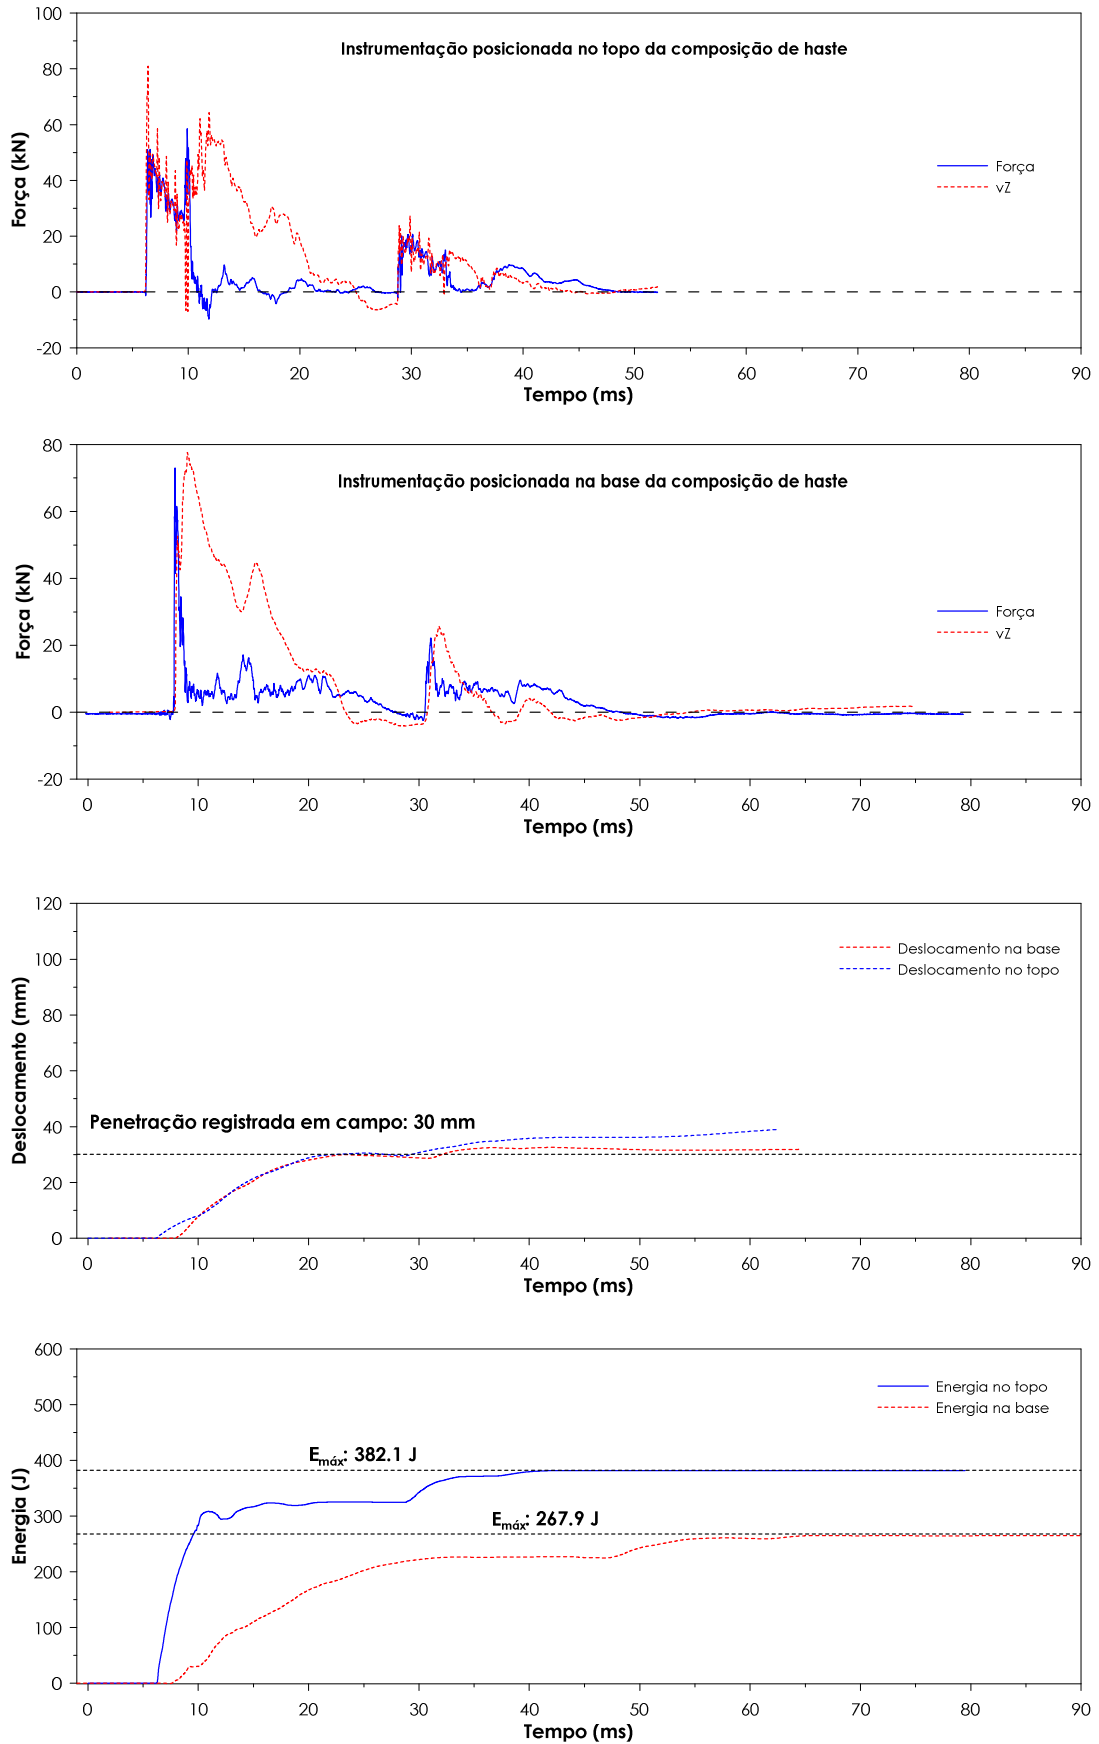 100
80
60
40
20
0
-20
Força (kN)
Instrumentação posicionada no topo da composição de haste
Força
vZ
0 10 20 30 40 50 60 70 80 90
Tempo (ms)
80
60
40
20
0
-20
Força (kN)
Instrumentação posicionada na base da composição de haste
Força
vZ
0 10 20 30 40 50 60 70 80 90
Tempo (ms)
120
100
80
60
40
20
0
Deslocamento (mm)
Deslocamento na base
Deslocamento no topo
Penetração registrada em campo: 30 mm
0 10 20 30 40 50 60 70 80 90
Tempo (ms)
600
500
400
300
200
100
0
Energia (J)
Energia no topo
Energia na base
Emáx: 382.1 J
Emáx: 267.9 J
0 10 20 30 40 50 60 70 80 90
Tempo (ms)